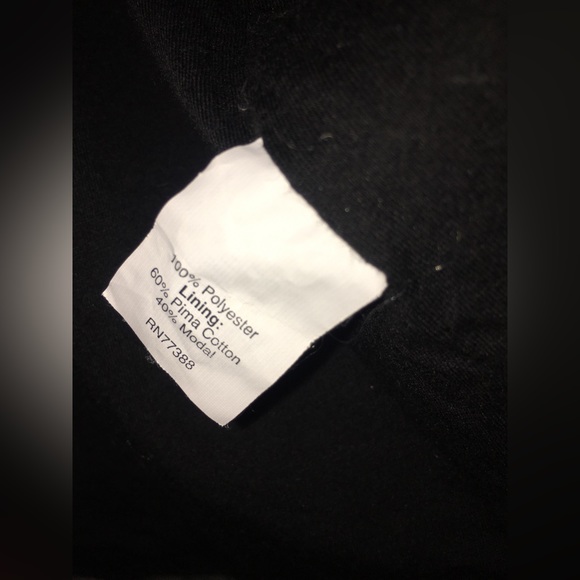 100% Polyester
Lining:
60% Pima Cotton
40% Modal
RN77388